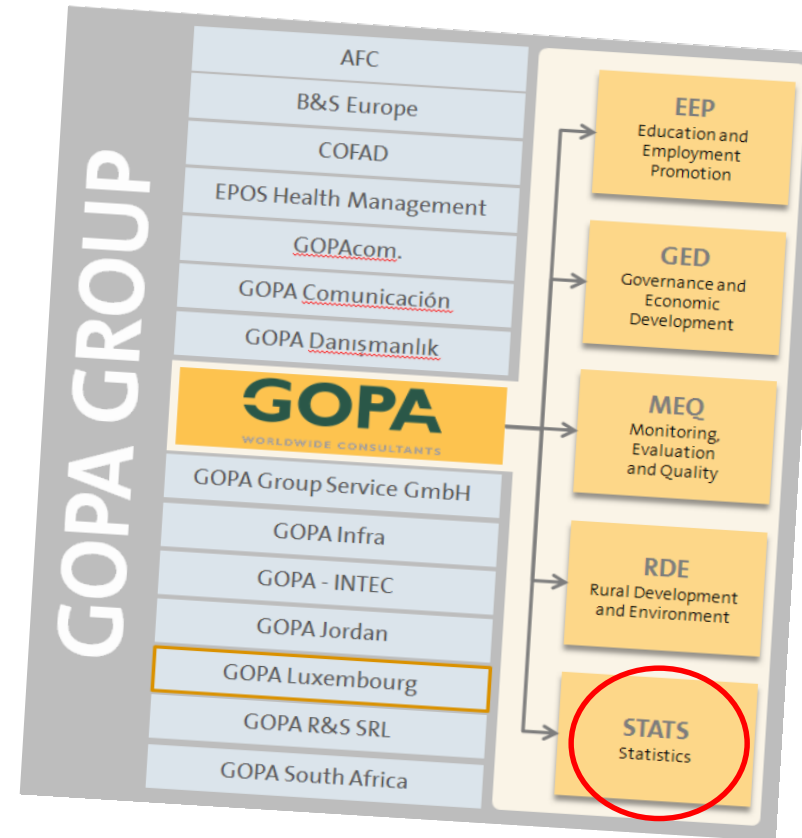 GOPA GROUP
AFC
B&S Europe
COFAD
EPOS Health Management
GOPAcom.
GOPA Comunicación
GOPA Danışmanlık
GOPA
WORLDWIDE CONSULTANTS
GOPA Group Service GmbH
GOPA Infra
GOPA - INTEC
GOPA Jordan
GOPA Luxembourg
GOPA R&S SRL
GOPA South Africa
EEP
Education and
Employment
Promotion
GED
Governance and
Economic
Development
MEQ
Monitoring,
Evaluation
and Quality
RDE
Rural Development
and Environment
STATS
Statistics